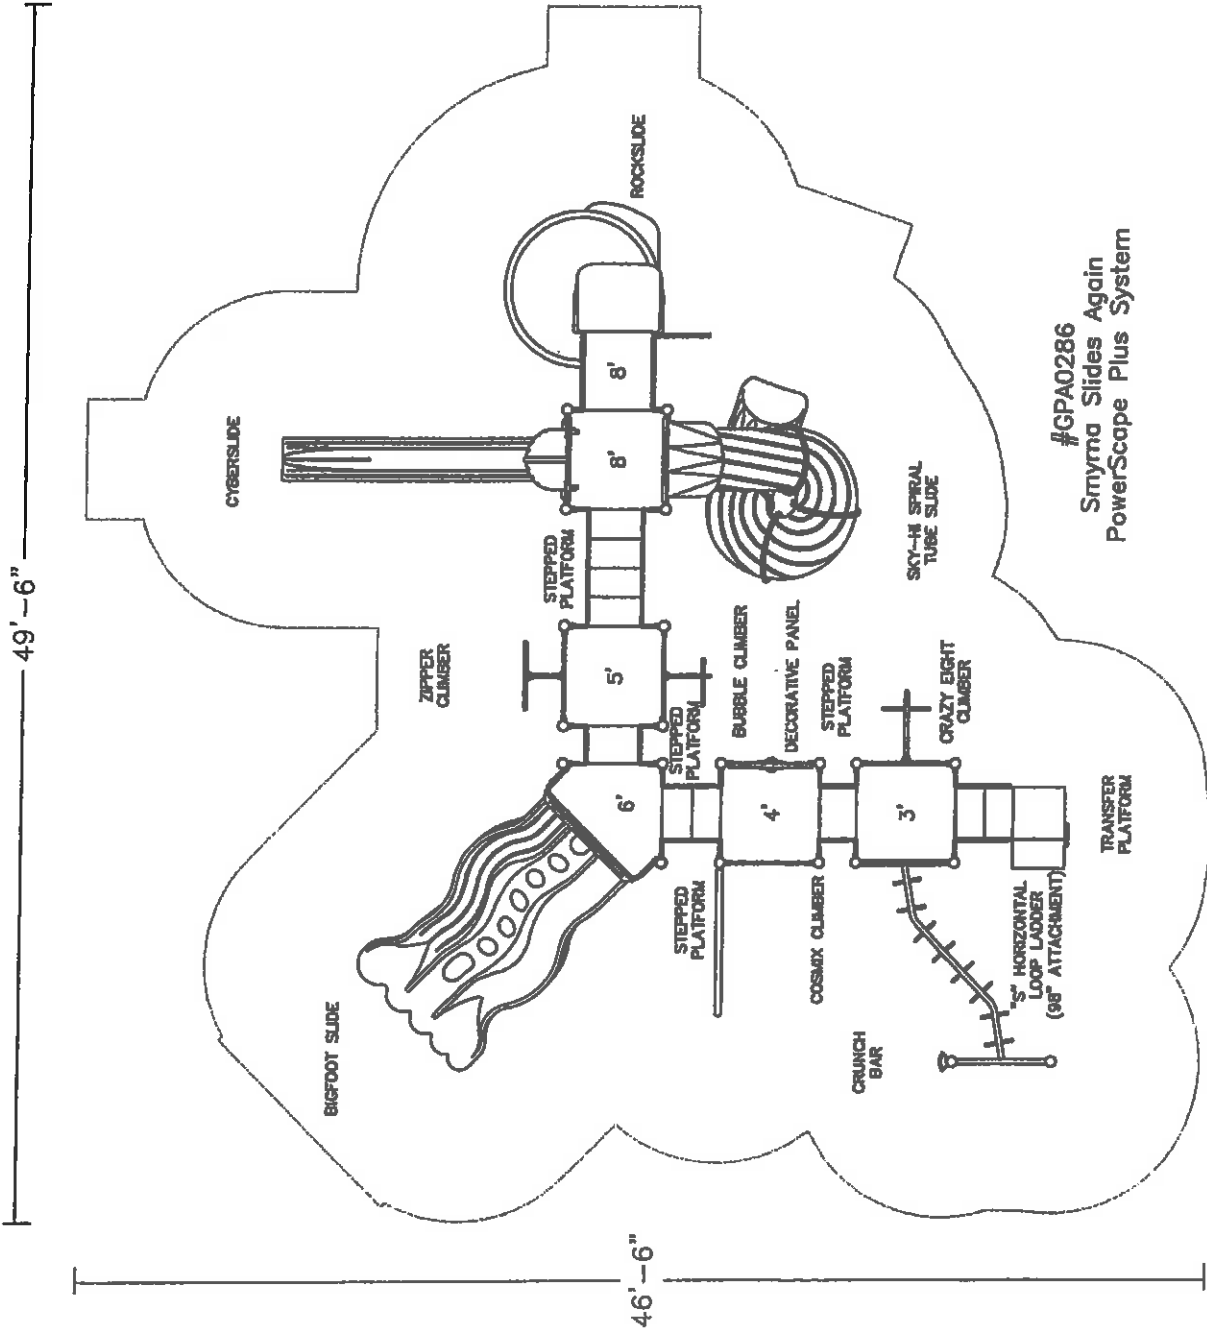 49'-6"
46'-6"
BIGFOOT SLIDE
ZIPPER
CLIMBER
CYBERSLIDE
ROCKSLIDE
STEPPED
PLATFORM
8'
8'
5'
6'
4'
3'
STEPPED
PLATFORM
STEPPED
PLATFORM
BUBBLE CLIMBER
DECORATIVE PANEL
STEPPED
PLATFORM
SKY-HI SPIRAL
TUBE SLIDE
COSMIX CLIMBER
CRAZY EIGHT
CLIMBER
CRUNCH
BAR
"S" HORIZONTAL
LOOP LADDER
(98" ATTACHMENT)
TRANSFER
PLATFORM
#GPA0286
Smyrna Slides Again
PowerScape Plus System